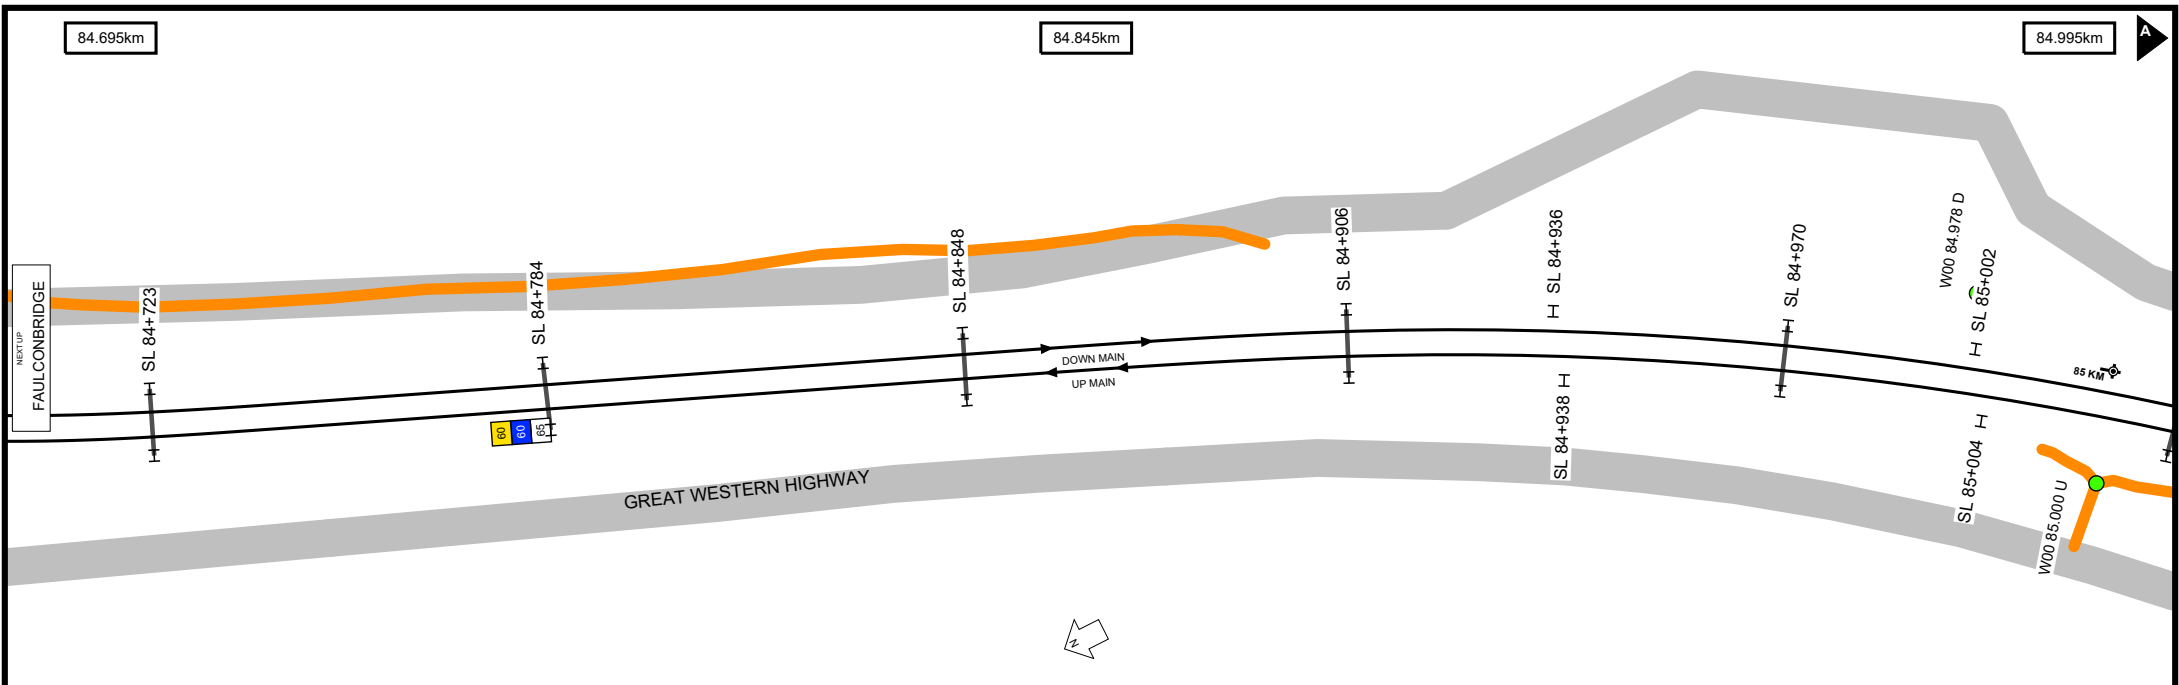 84.695km
84.845km
84.995km
A
NEXT UP
FAULCONBRIDGE
SL 84+723
SL 84+784
SL 84+848
SL 84+906
SL 84+936
SL 84+970
W00 84.978 D
SL 85+002
DOWN MAIN
UP MAIN
85 KM
60
60
65
SL 84+938
SL 85+004
W00 85.000 U
GREAT WESTERN HIGHWAY
N